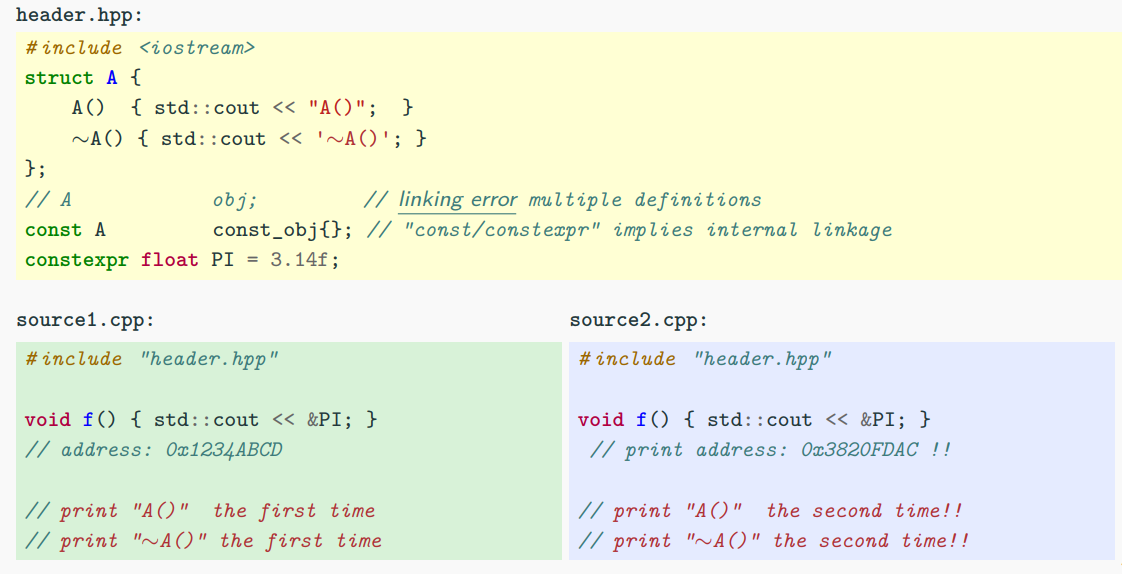 header.hpp:
#include <iostream>
struct A {
    A()  { std::cout << "A()";  }
    ~A() { std::cout << '~A()'; }
};
// A            obj;         // linking error multiple definitions
const A         const_obj{}; // "const/constexpr" implies internal linkage
constexpr float PI = 3.14f;
source1.cpp:
#include "header.hpp"
void f() { std::cout << &PI; }
// address: 0x1234ABCD
// print "A()"  the first time
// print "~A()" the first time
source2.cpp:
#include "header.hpp"
void f() { std::cout << &PI; }
// print address: 0x3820FDAC !!
// print "A()"  the second time!!
// print "~A()" the second time!!